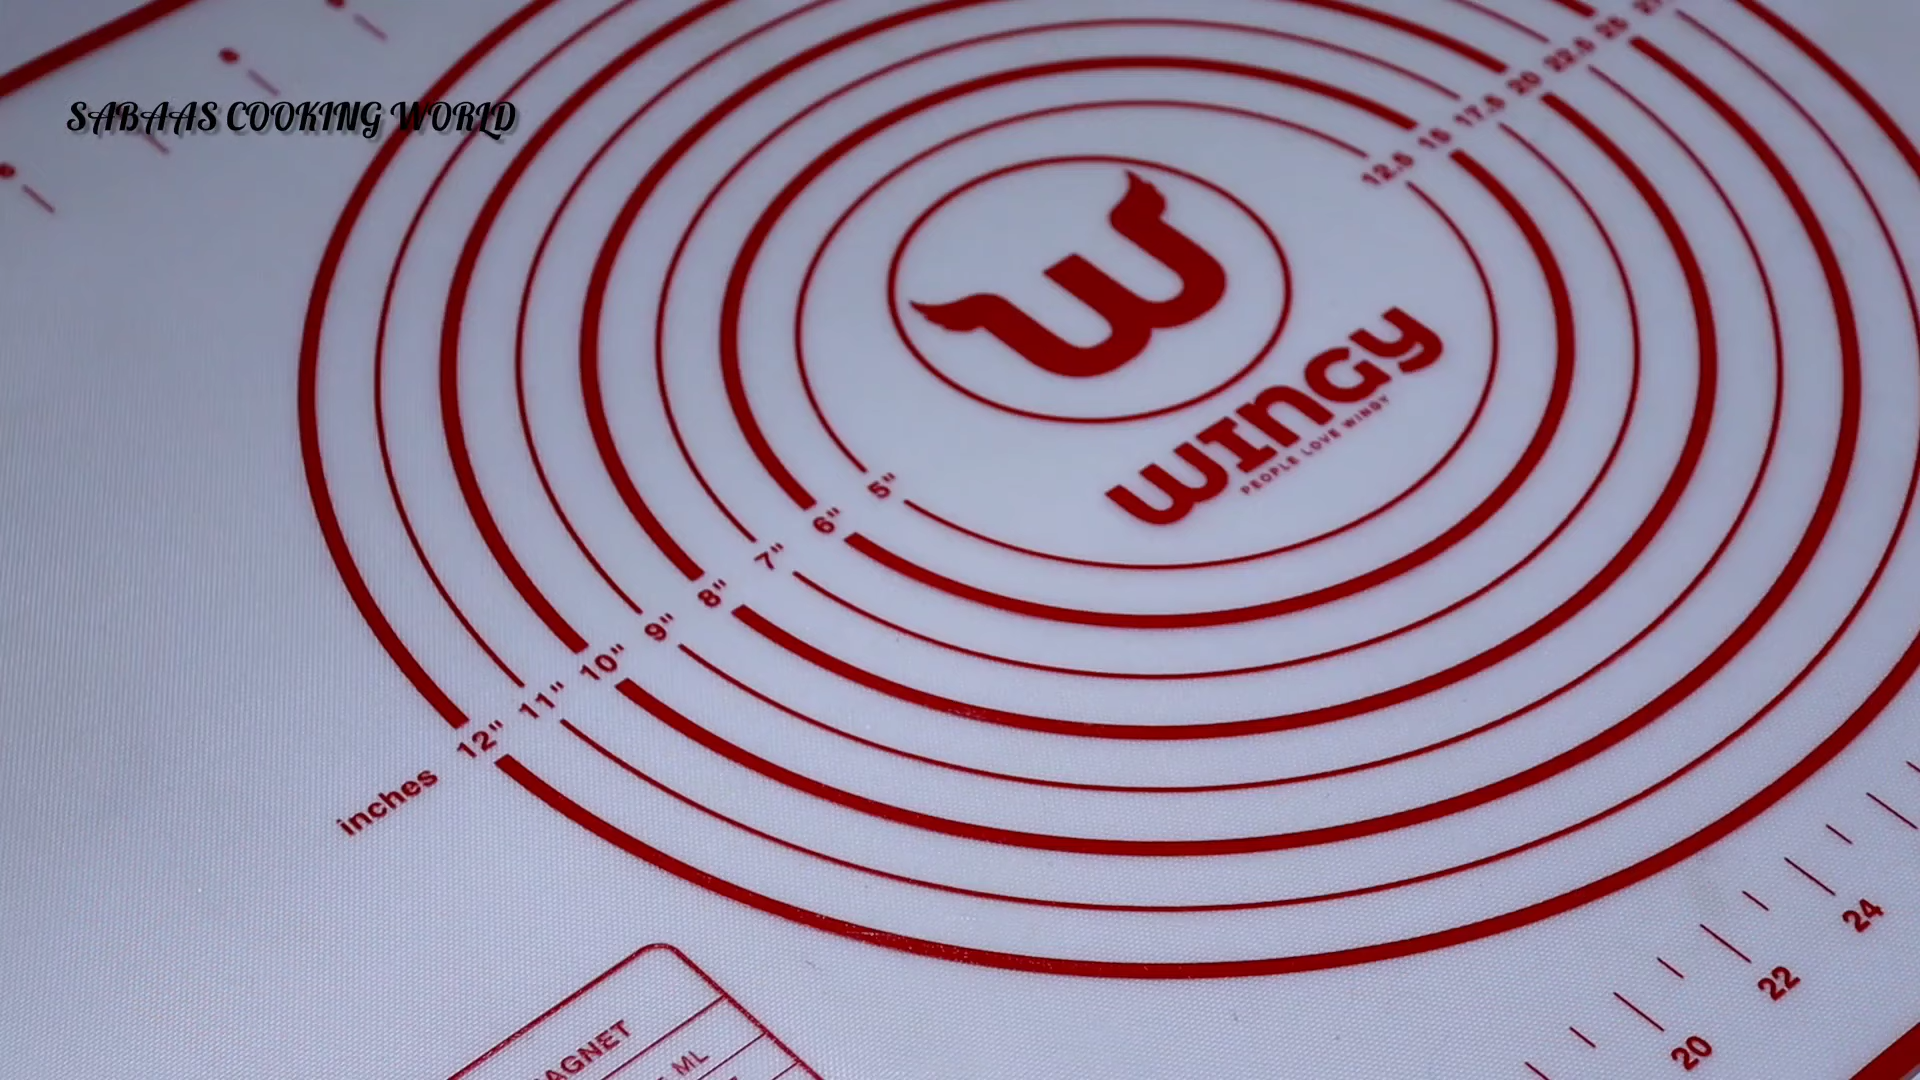 SABAAS COOKING WORLD
12.5 15 17.5 20 22.5 25
WINGY
PEOPLE LOVE WINGY
5"
6"
7"
8"
9"
10"
11"
12"
inches
24
22
20
ML